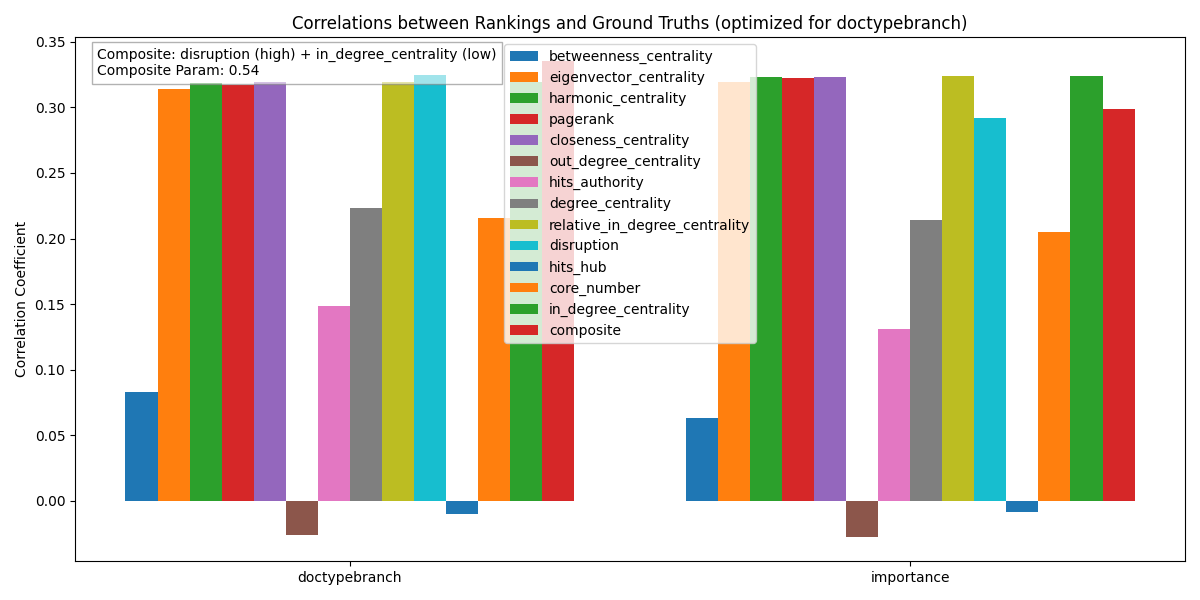 Correlations between Rankings and Ground Truths (optimized for doctypebranch)
Composite: disruption (high) + in_degree_centrality (low)
Composite Param: 0.54
betweenness_centrality
eigenvector_centrality
harmonic_centrality
pagerank
closeness_centrality
out_degree_centrality
hits_authority
degree_centrality
relative_in_degree_centrality
disruption
hits_hub
core_number
in_degree_centrality
composite
Correlation Coefficient
0.35
0.30
0.25
0.20
0.15
0.10
0.05
0.00
doctypebranch
importance